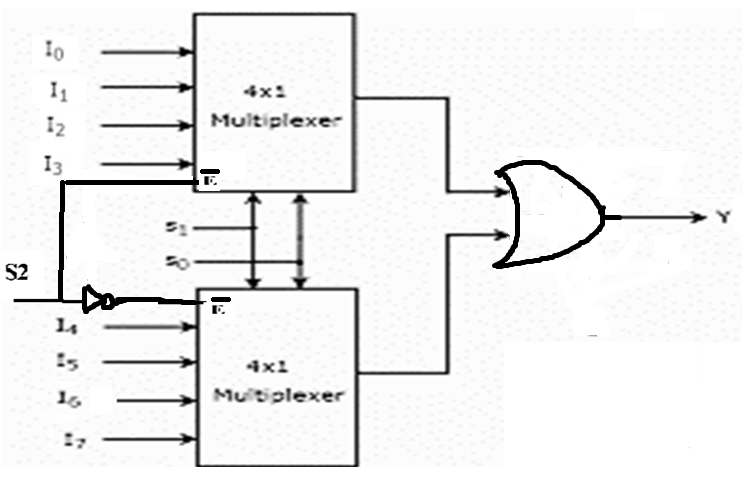 I₀
I₁
4x1
Multiplexer
I₂
I₃
E̅
s₁
s₀
S2
E̅
I₄
I₅
4x1
Multiplexer
I₆
I₇
Y